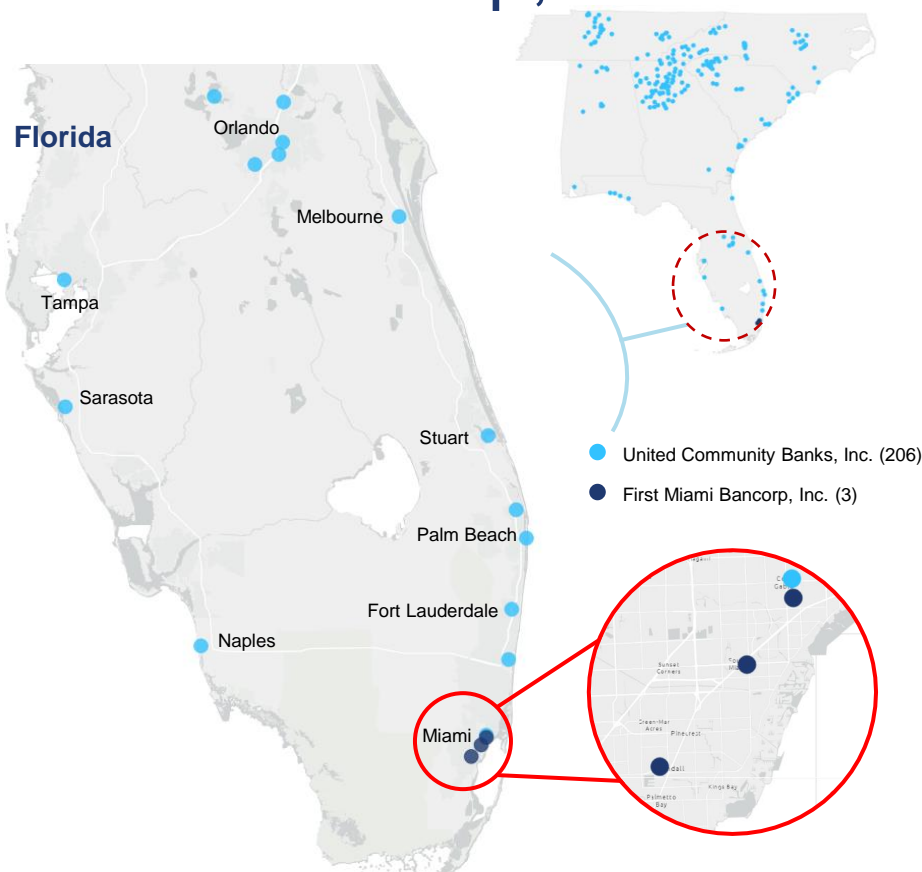 Florida
Orlando
Melbourne
Tampa
Sarasota
Stuart
Palm Beach
Fort Lauderdale
Naples
Miami
United Community Banks, Inc. (206)
First Miami Bancorp, Inc. (3)
Sunset
Corners
Pinecrest
Acres
Palmetto
Bay
Kings Bay